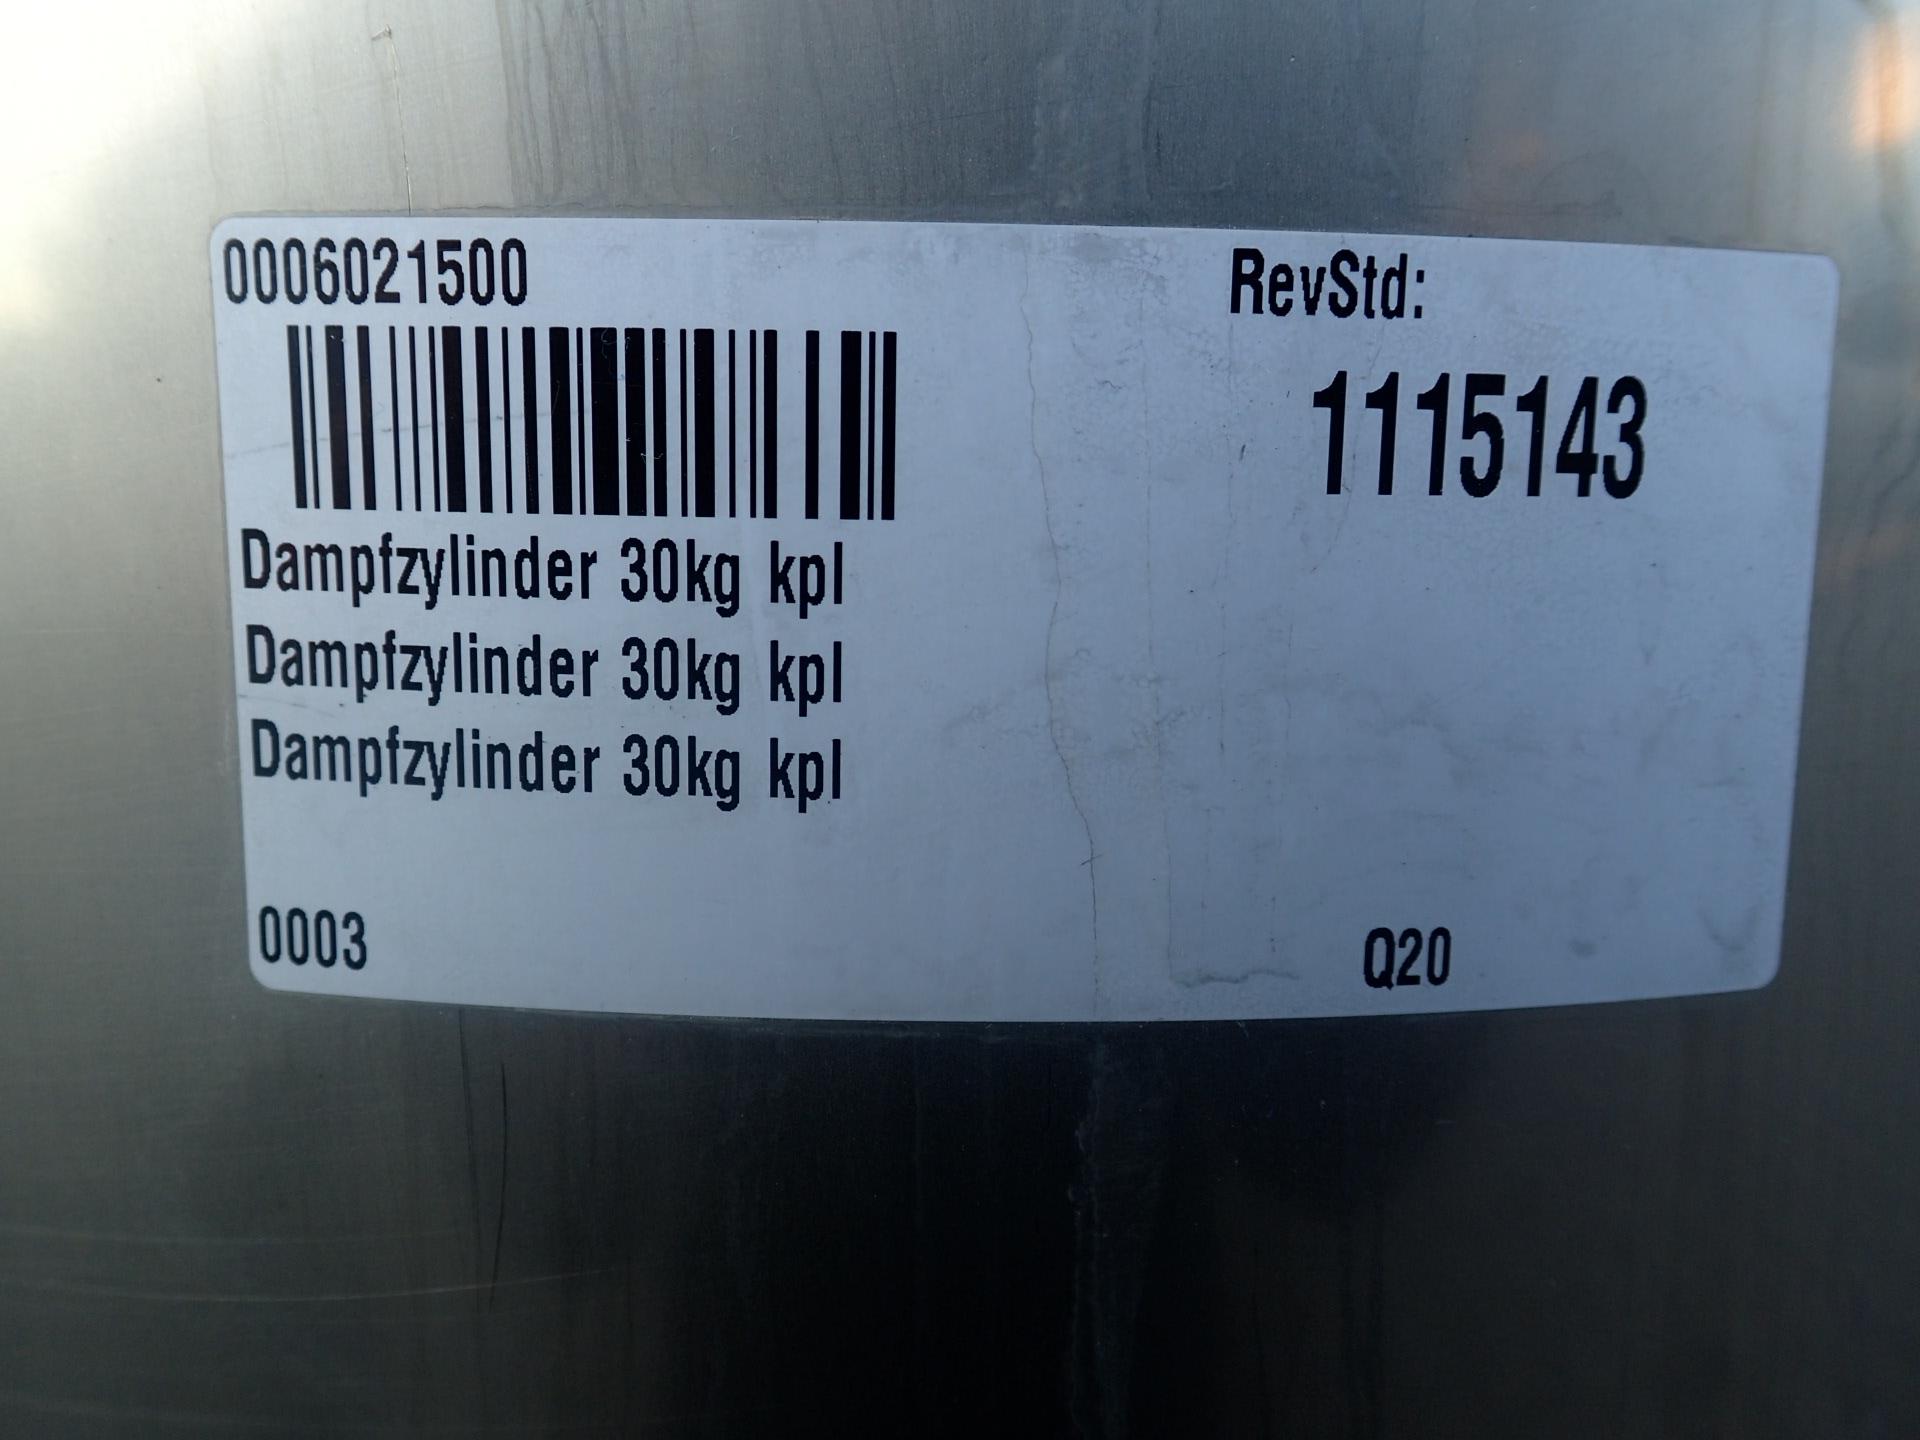 0006021500
RevStd:
1115143
Dampfzylinder 30kg kpl
Dampfzylinder 30kg kpl
Dampfzylinder 30kg kpl
0003
Q20